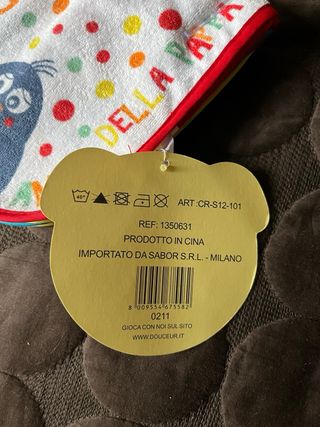 DELLA PAPPA
40°
ART :CR-S12-101
REF: 1350631
PRODOTTO IN CINA
IMPORTATO DA SABOR S.R.L. - MILANO
8 009554 675582
0211
GIOCA CON NOI SUL SITO
WWW.DOUCEUR.IT